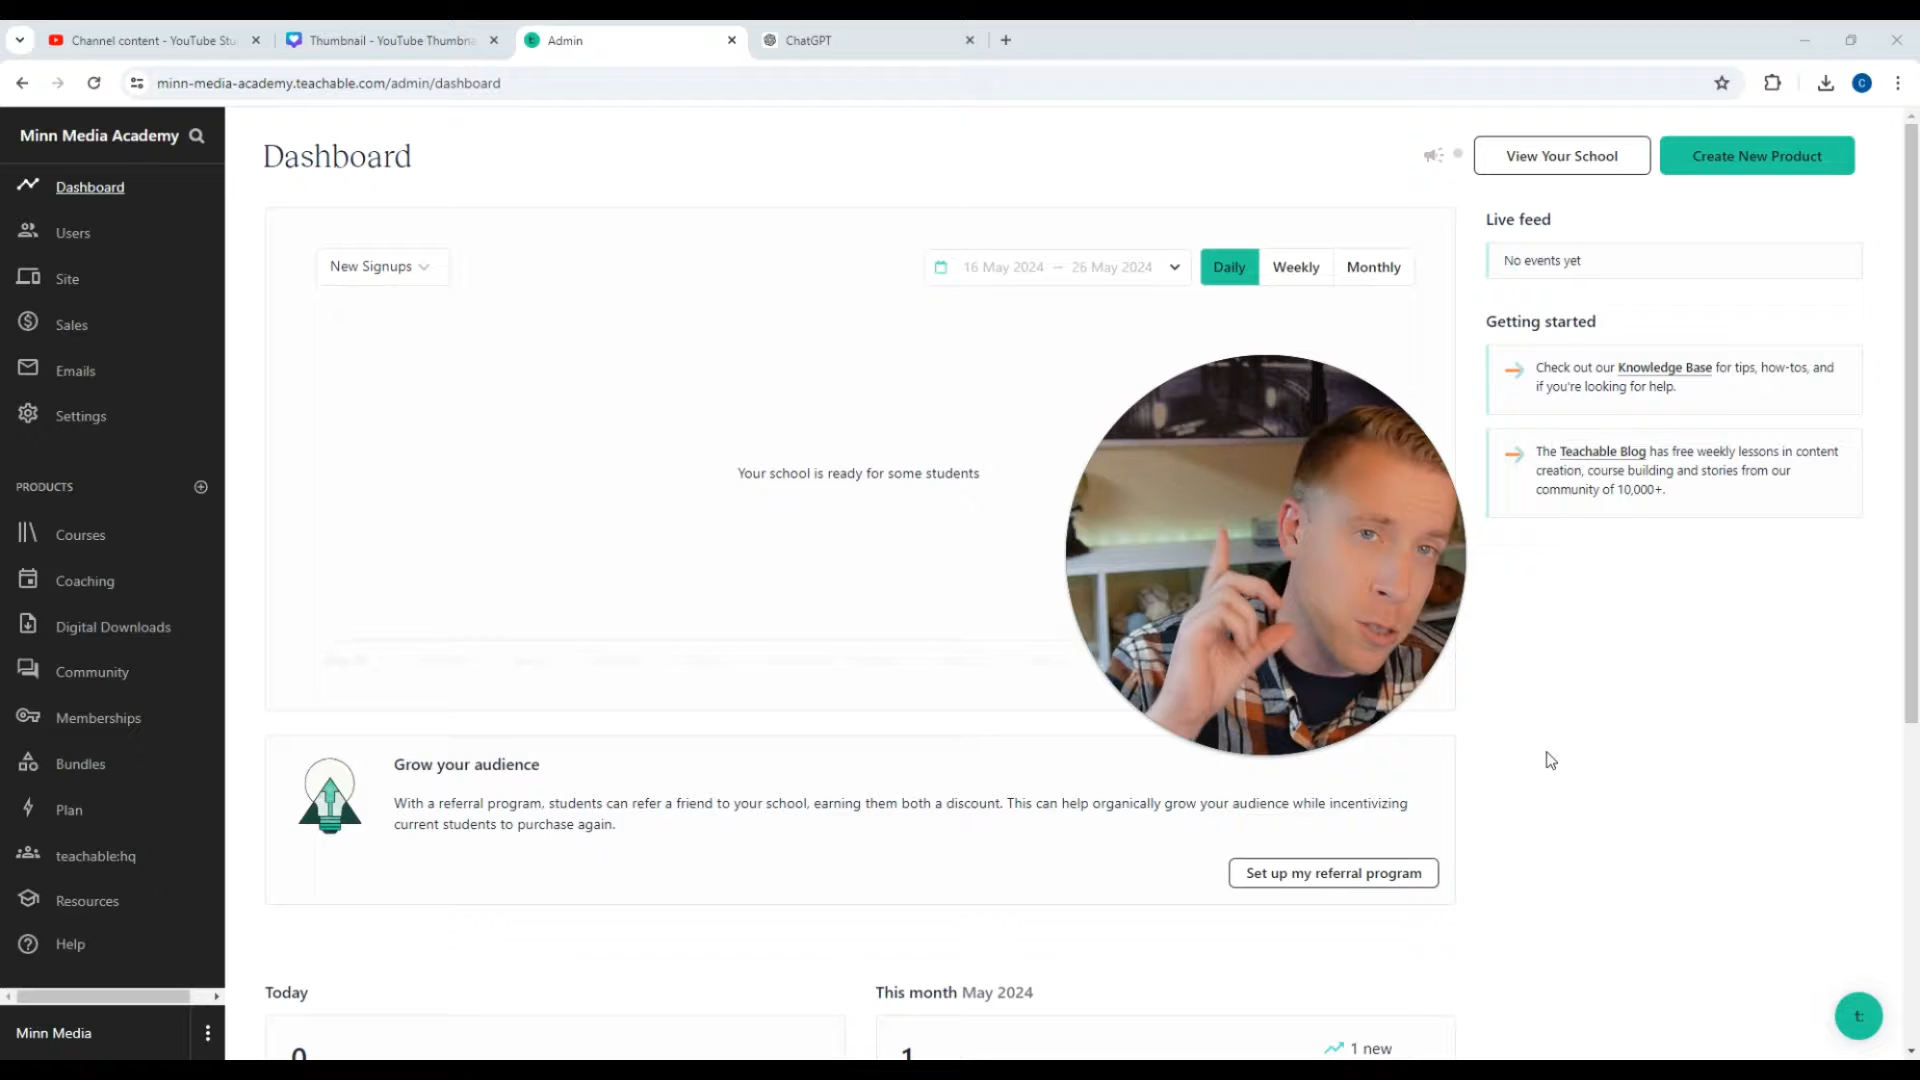 Channel content - YouTube Stu
Thumbnail - YouTube Thumbna
Admin
ChatGPT
minn-media-academy.teachable.com/admin/dashboard
C
Minn Media Academy
Dashboard
Users
Site
Sales
Emails
Settings
PRODUCTS
Courses
Coaching
Digital Downloads
Community
Memberships
Bundles
Plan
teachable:hq
Resources
Help
Minn Media
Dashboard
View Your School
Create New Product
New Signups
16 May 2024 — 26 May 2024
Daily
Weekly
Monthly
Your school is ready for some students
Live feed
No events yet
Getting started
Check out our Knowledge Base for tips, how-tos, and
if you're looking for help.
The Teachable Blog has free weekly lessons in content
creation, course building and stories from our
community of 10,000+.
Grow your audience
With a referral program, students can refer a friend to your school, earning them both a discount. This can help organically grow your audience while incentivizing
current students to purchase again.
Set up my referral program
Today
0
This month May 2024
1
1 new
t: